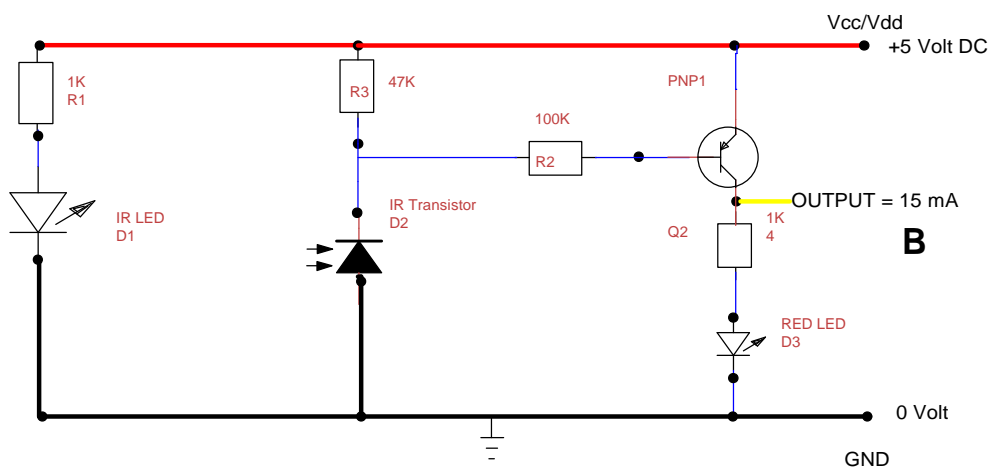 Vcc/Vdd
+5 Volt DC
1K
R1
R3
47K
PNP1
100K
R2
IR LED
D1
IR Transistor
D2
OUTPUT = 15 mA
B
Q2
1K
4
RED LED
D3
0 Volt
GND